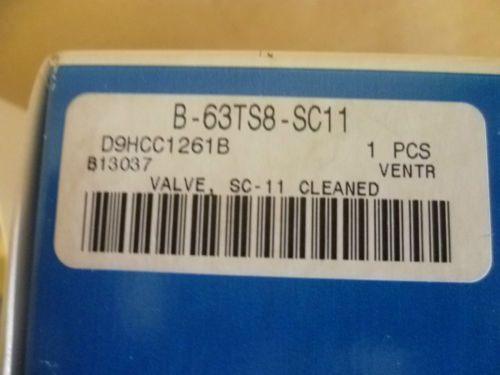 B-63TS8-SC11
D9HCC1261B 1 PCS
B13037 VENTR
VALVE, SC-11 CLEANED